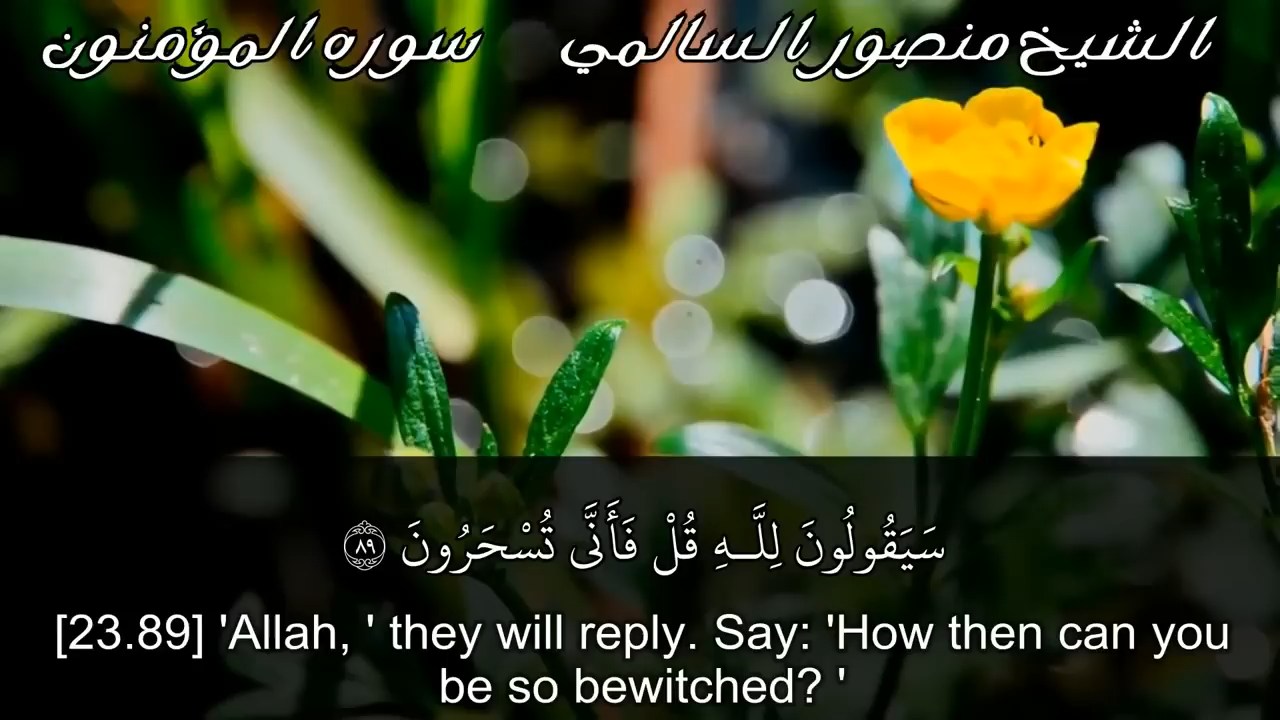 الشيخ منصور السالمي سوره المؤمنون
سَيَقُولُونَ لِلَّـهِ قُلْ فَأَنَّى تُسْحَرُونَ ﴿٨٩﴾
[23.89] 'Allah, ' they will reply. Say: 'How then can you
be so bewitched? '